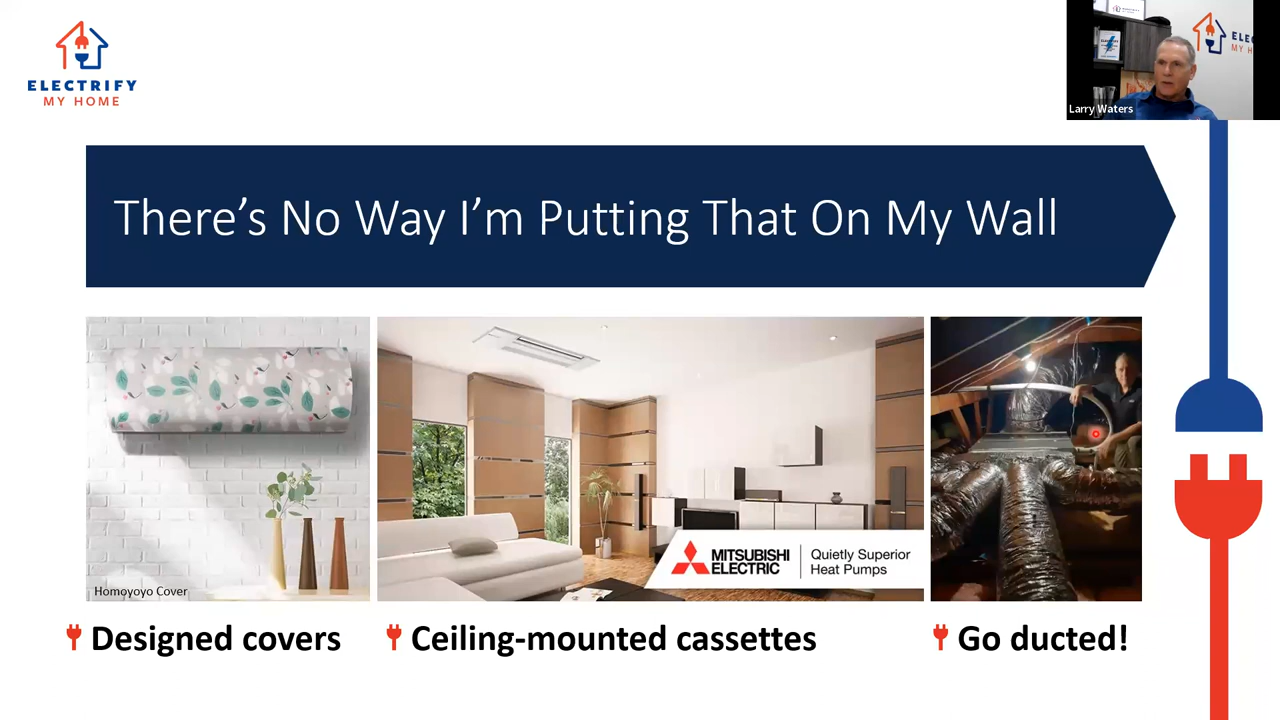 ELECTRIFY
MY HOME
Larry Waters
There's No Way I'm Putting That On My Wall
Homoyoyo Cover
MITSUBISHI
ELECTRIC
Quietly Superior
Heat Pumps
Designed covers
Ceiling-mounted cassettes
Go ducted!